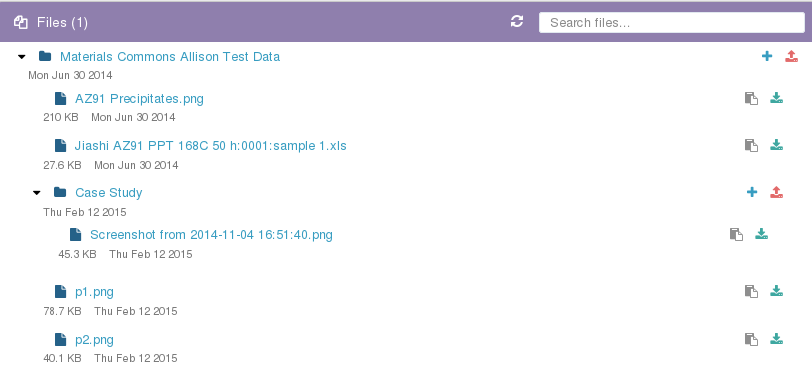 Files (1)
Search files...
Materials Commons Allison Test Data
Mon Jun 30 2014
AZ91 Precipitates.png
210 KB Mon Jun 30 2014
Jiashi AZ91 PPT 168C 50 h:0001:sample 1.xls
27.6 KB Mon Jun 30 2014
Case Study
Thu Feb 12 2015
Screenshot from 2014-11-04 16:51:40.png
45.3 KB Thu Feb 12 2015
p1.png
78.7 KB Thu Feb 12 2015
p2.png
40.1 KB Thu Feb 12 2015